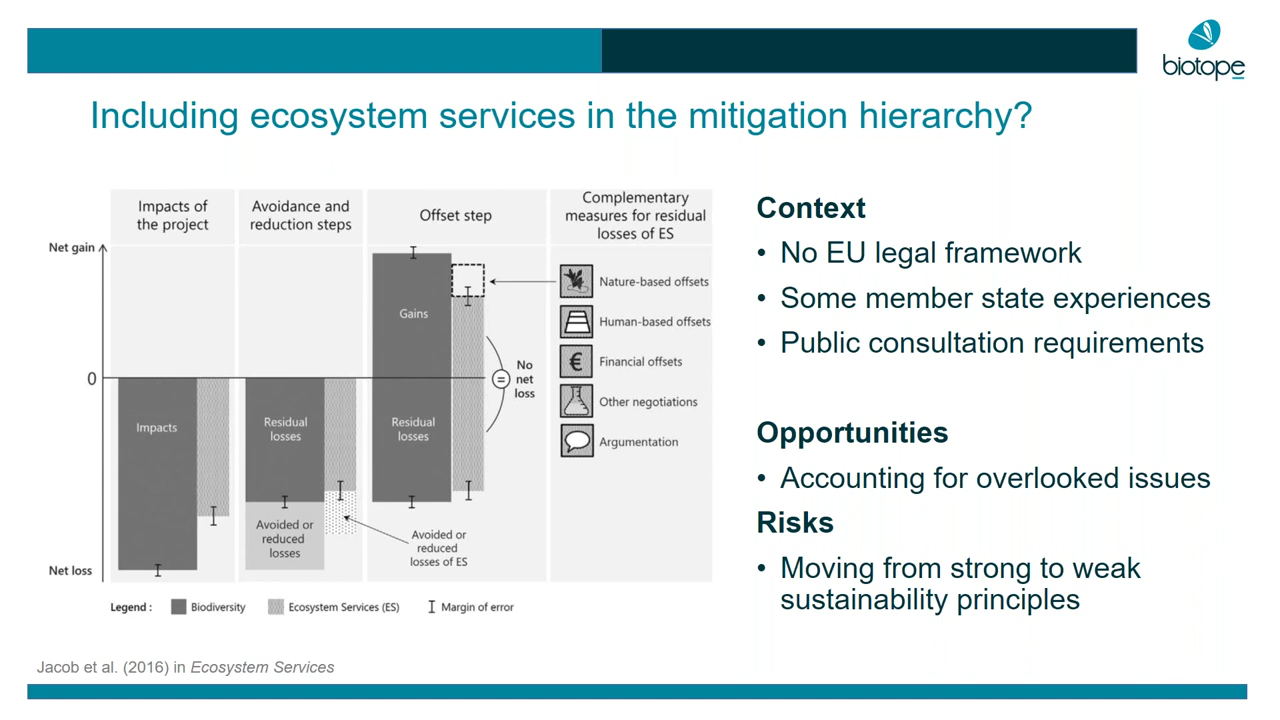 biotope
Including ecosystem services in the mitigation hierarchy?
Impacts of
the project
Avoidance and
reduction steps
Offset step
Complementary
measures for residual
losses of ES
Net gain
0
Net loss
Impacts
Residual
losses
Avoided or
reduced
losses
Gains
Residual
losses
Avoided or
reduced
losses of ES
=
No
net
loss
Nature-based offsets
Human-based offsets
€
Financial offsets
Other negotiations
Argumentation
Legend :
Biodiversity
Ecosystem Services (ES)
Margin of error
Context
• No EU legal framework
• Some member state experiences
• Public consultation requirements
Opportunities
• Accounting for overlooked issues
Risks
• Moving from strong to weak
sustainability principles
Jacob et al. (2016) in Ecosystem Services